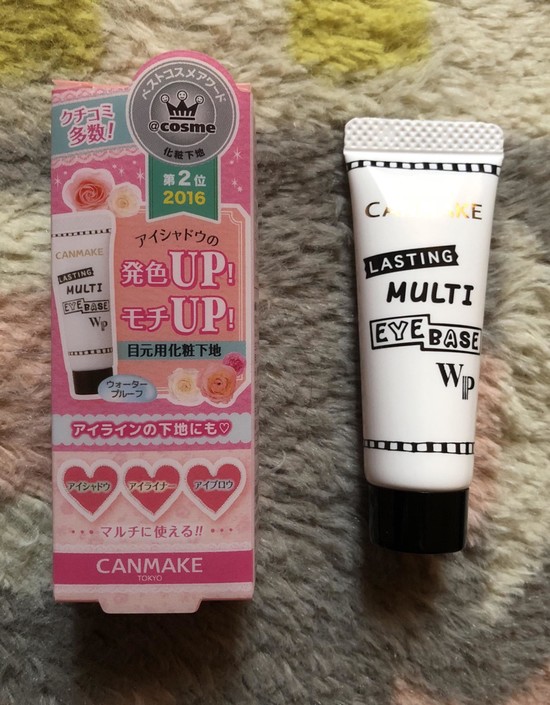 クチコミ
多数!
ベストコスメアワード
@cosme
化粧下地
第2位
2016
アイシャドウの
発色UP!
モチUP!
目元用化粧下地
CANMAKE
LASTING
MULTI
EYE BASE
WP
ウォーター
プルーフ
アイラインの下地にも♡
アイシャドウ
アイライナー
アイブロウ
マルチに使える!!
CANMAKE
TOKYO
CANMAKE
LASTING
MULTI
EYE BASE
WP